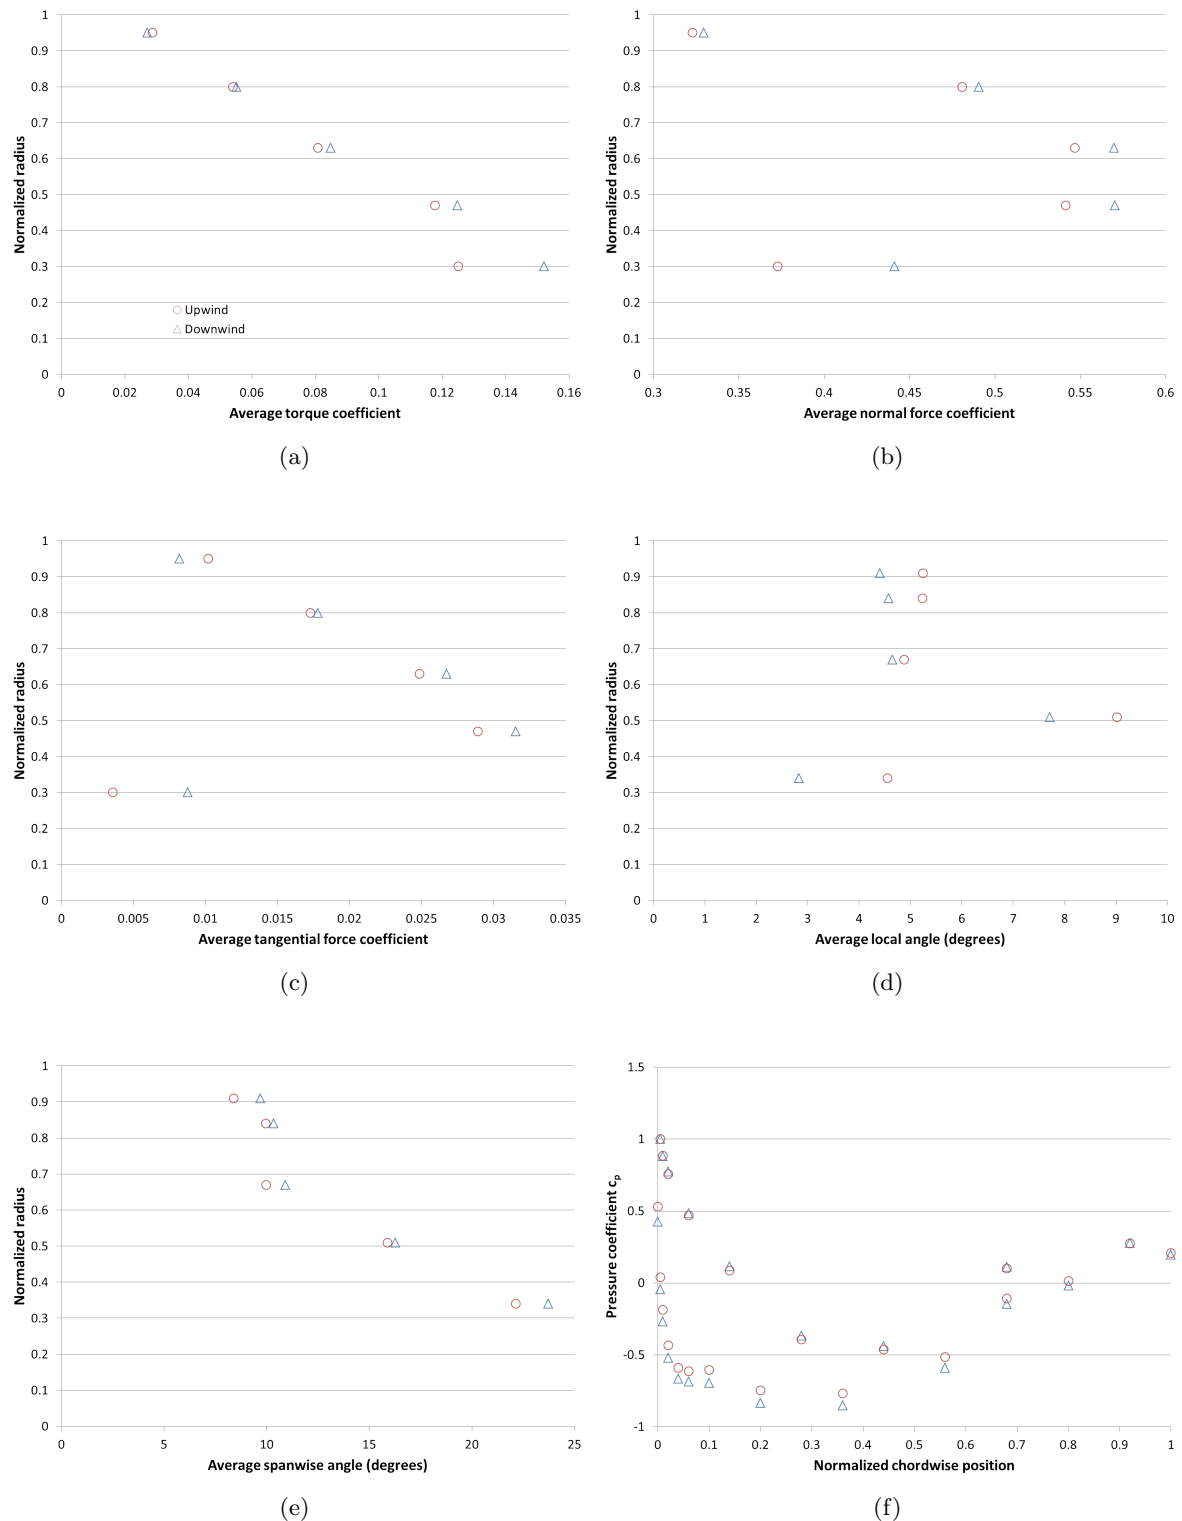 1
0.9
0.8
0.7
0.6
0.5
0.4
0.3
0.2
0.1
0
Normalized radius
Upwind
Downwind
0 0.02 0.04 0.06 0.08 0.1 0.12 0.14 0.16
Average torque coefficient
(a)
1
0.9
0.8
0.7
0.6
0.5
0.4
0.3
0.2
0.1
0
Normalized radius
0.3 0.35 0.4 0.45 0.5 0.55 0.6
Average normal force coefficient
(b)
1
0.9
0.8
0.7
0.6
0.5
0.4
0.3
0.2
0.1
0
Normalized radius
0 0.005 0.01 0.015 0.02 0.025 0.03 0.035
Average tangential force coefficient
(c)
1
0.9
0.8
0.7
0.6
0.5
0.4
0.3
0.2
0.1
0
Normalized radius
0 1 2 3 4 5 6 7 8 9 10
Average local angle (degrees)
(d)
1
0.9
0.8
0.7
0.6
0.5
0.4
0.3
0.2
0.1
0
Normalized radius
0 5 10 15 20 25
Average spanwise angle (degrees)
(e)
1.5
1
0.5
0
-0.5
-1
Pressure coefficient cₚ
0 0.1 0.2 0.3 0.4 0.5 0.6 0.7 0.8 0.9 1
Normalized chordwise position
(f)